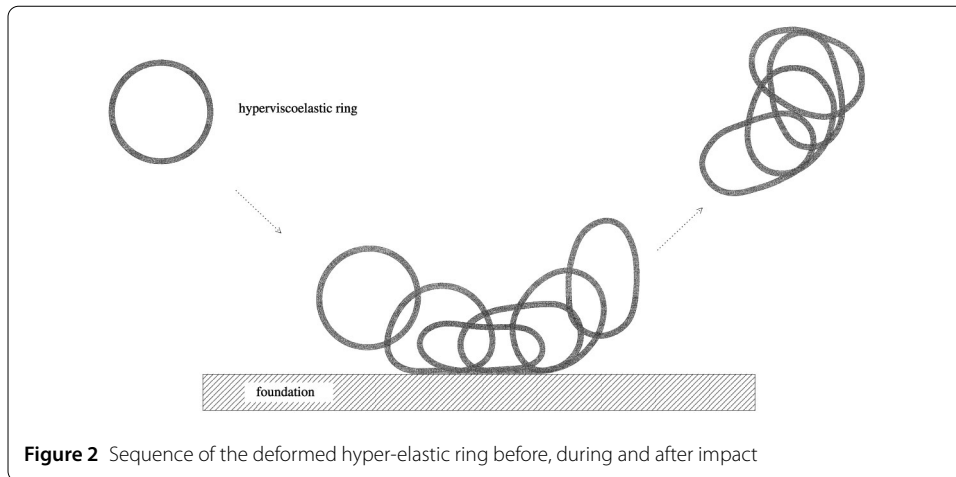 hyperviscoelastic ring
foundation
Figure 2 Sequence of the deformed hyper-elastic ring before, during and after impact